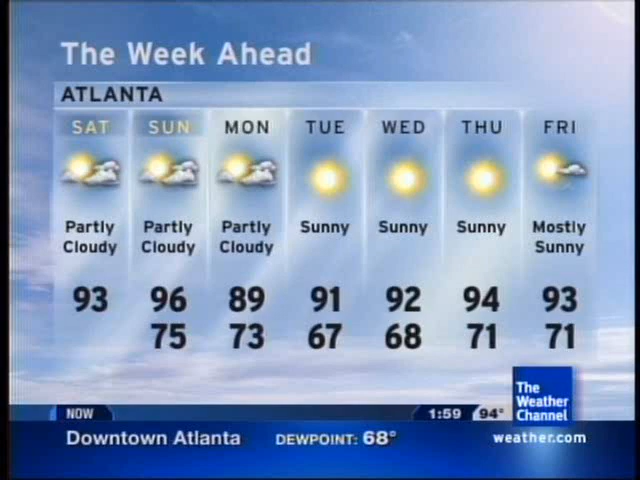 The Week Ahead
ATLANTA
SAT SUN MON TUE WED THU FRI
Partly Cloudy Partly Cloudy Partly Cloudy Sunny Sunny Sunny Mostly Sunny
93 96 89 91 92 94 93
75 73 67 68 71 71
The
Weather
Channel
NOW 1:59 94°
Downtown Atlanta DEWPOINT: 68° weather.com